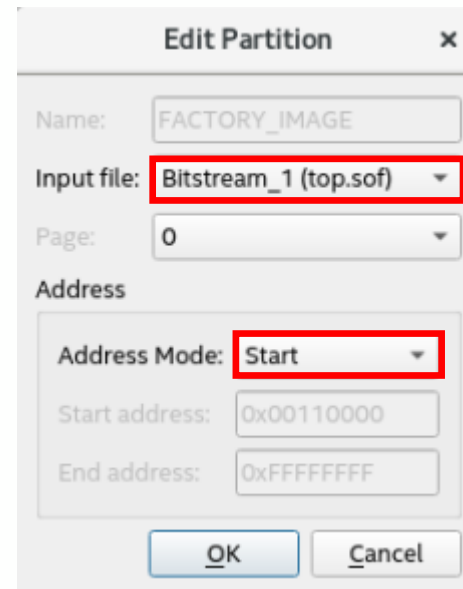 Edit Partition ×
Name: FACTORY_IMAGE
Input file: Bitstream_1 (top.sof)
Page: 0
Address
Address Mode: Start
Start address: 0x00110000
End address: 0xFFFFFFFF
OK Cancel